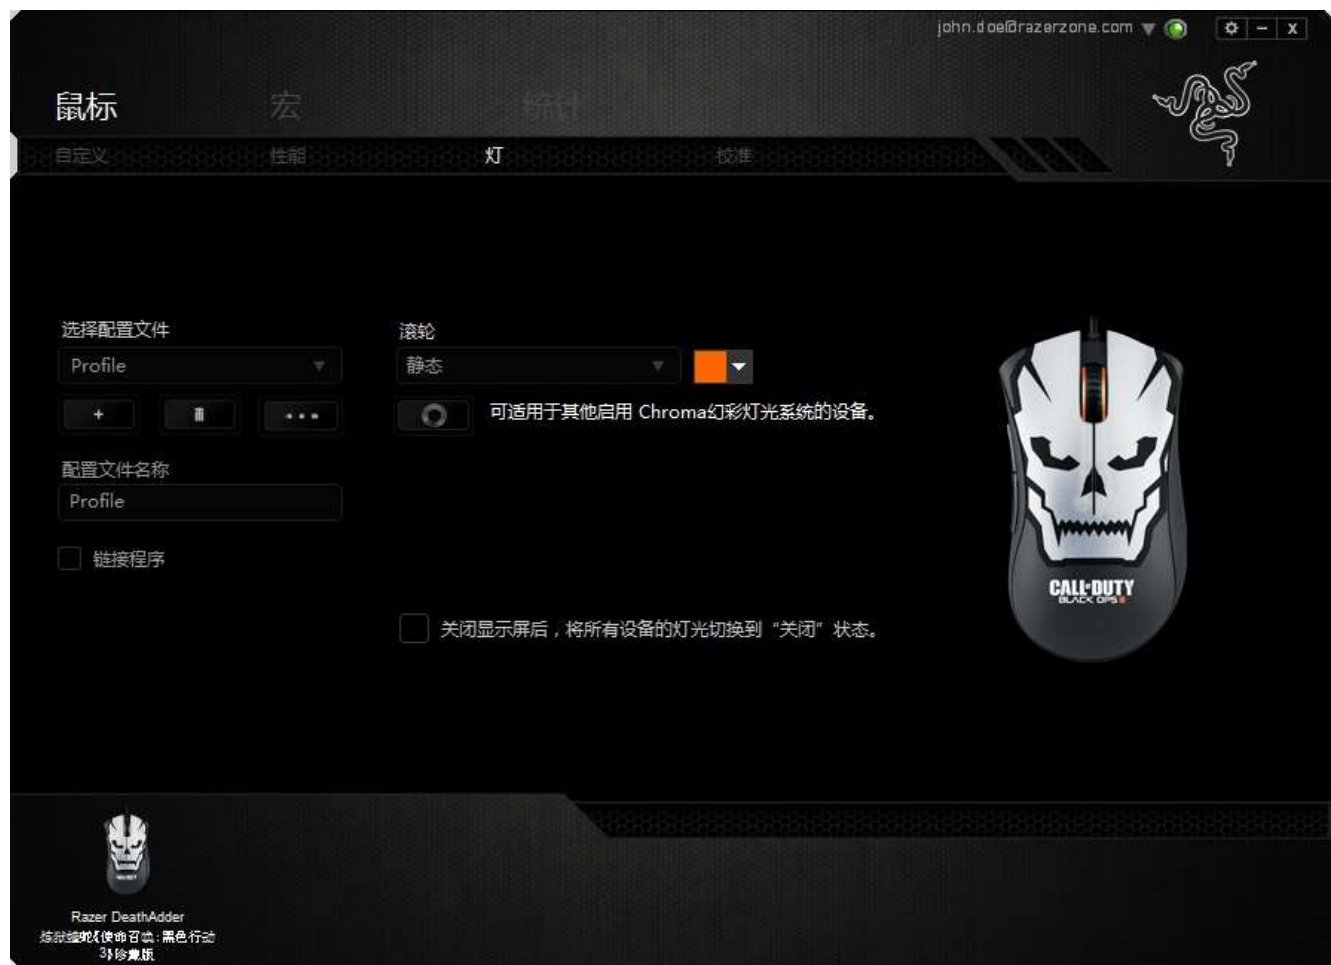 john.doe@razerzone.com
鼠标 宏 统计
自定义 性能 灯 校准
选择配置文件 滚轮
Profile 静态
可适用于其他启用 Chroma幻彩灯光系统的设备。
配置文件名称
Profile
链接程序
关闭显示屏后，将所有设备的灯光切换到“关闭”状态。
CALL OF DUTY
BLACK OPS III
Razer DeathAdder
使命召唤：黑色行动
珍藏版